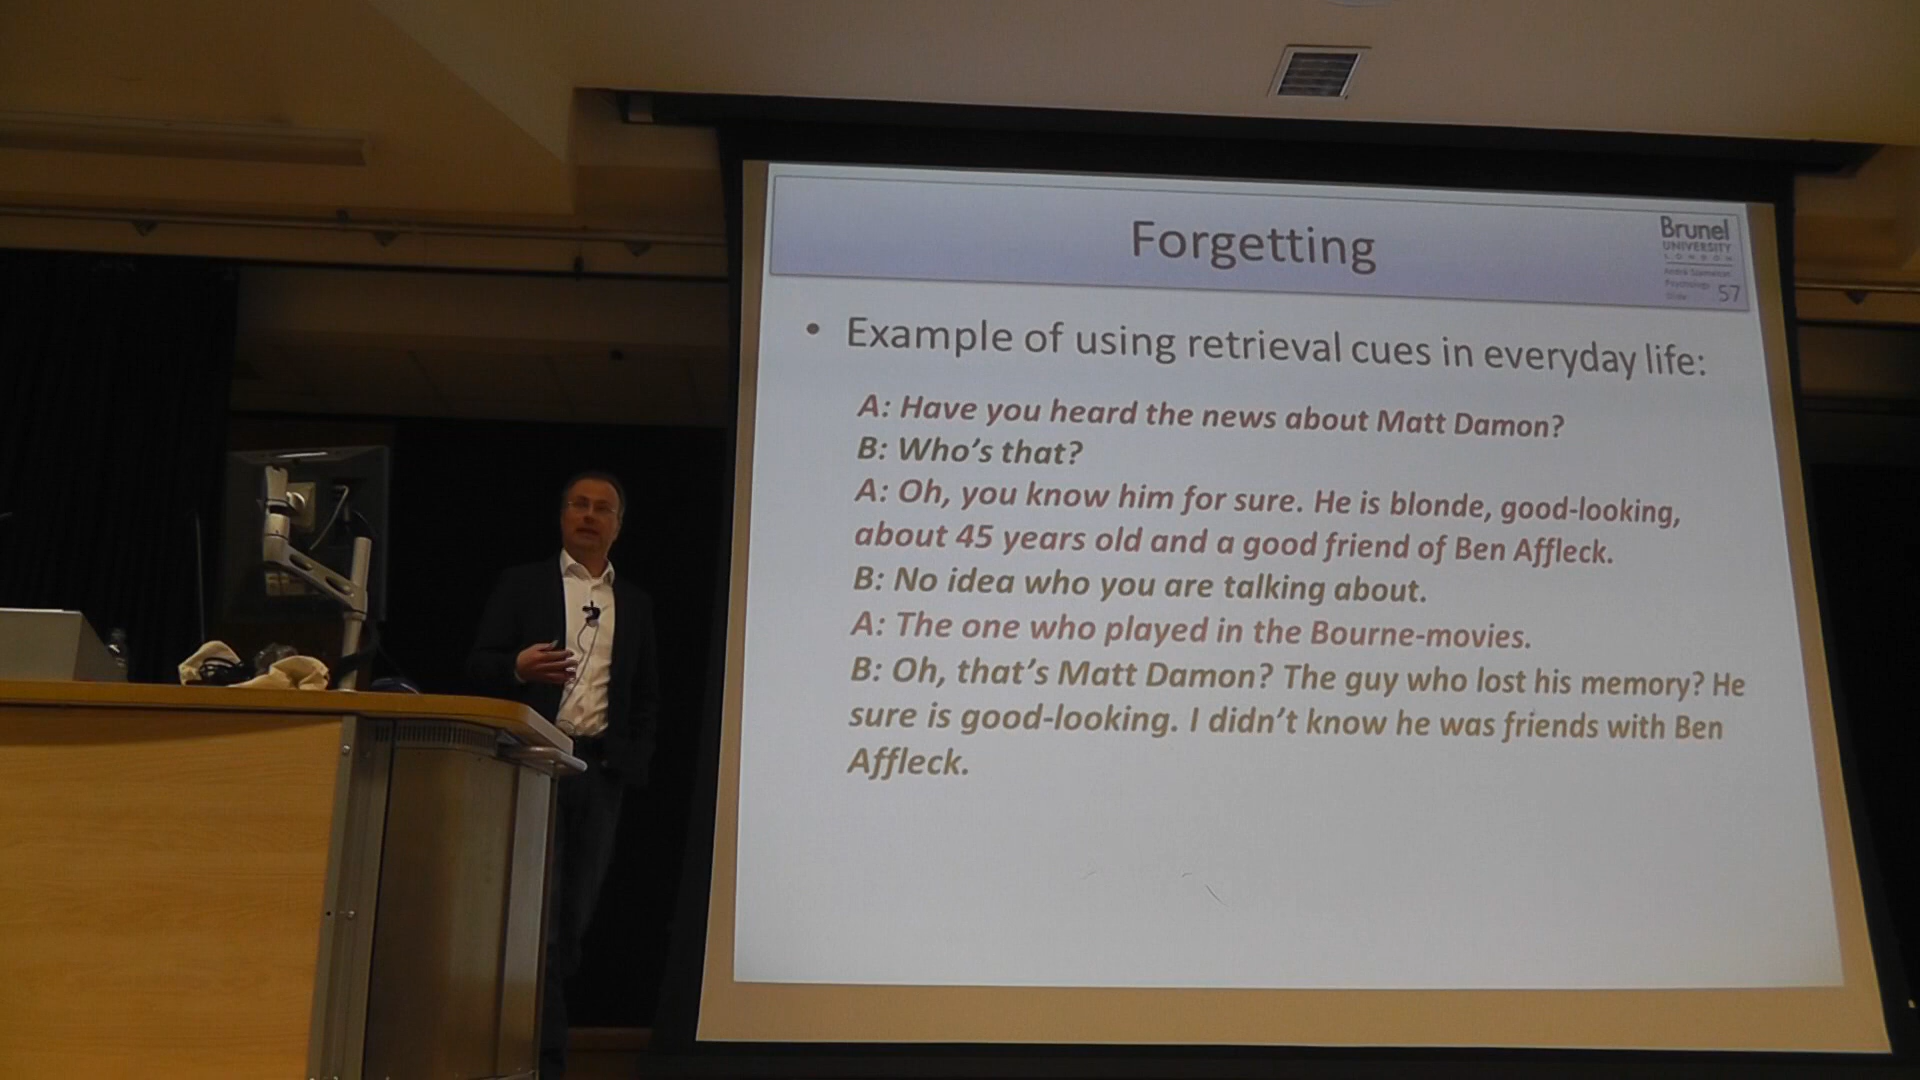 Forgetting
Brunel
UNIVERSITY
LONDON
Psychology
Slide 57
• Example of using retrieval cues in everyday life:
A: Have you heard the news about Matt Damon?
B: Who's that?
A: Oh, you know him for sure. He is blonde, good-looking,
about 45 years old and a good friend of Ben Affleck.
B: No idea who you are talking about.
A: The one who played in the Bourne-movies.
B: Oh, that's Matt Damon? The guy who lost his memory? He
sure is good-looking. I didn't know he was friends with Ben
Affleck.